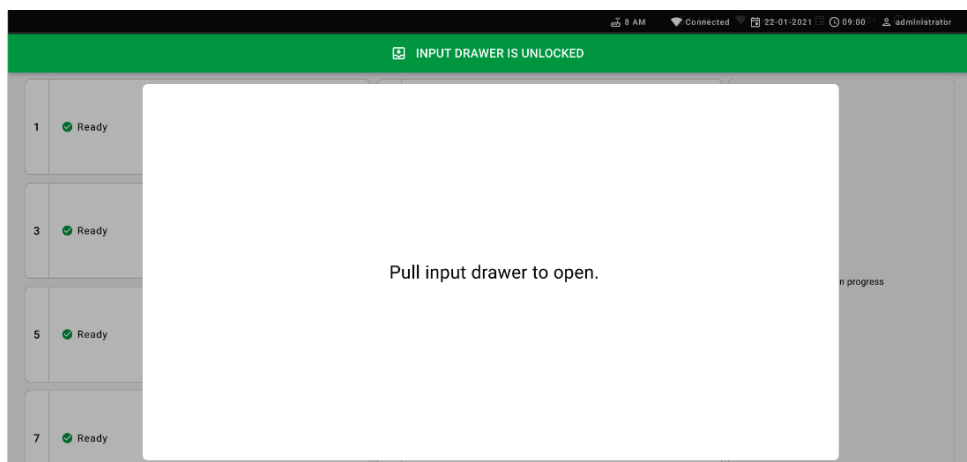 8 AM Connected 22-01-2021 09:00 administrator
INPUT DRAWER IS UNLOCKED
1 Ready
3 Ready
Pull input drawer to open.
n progress
5 Ready
7 Ready